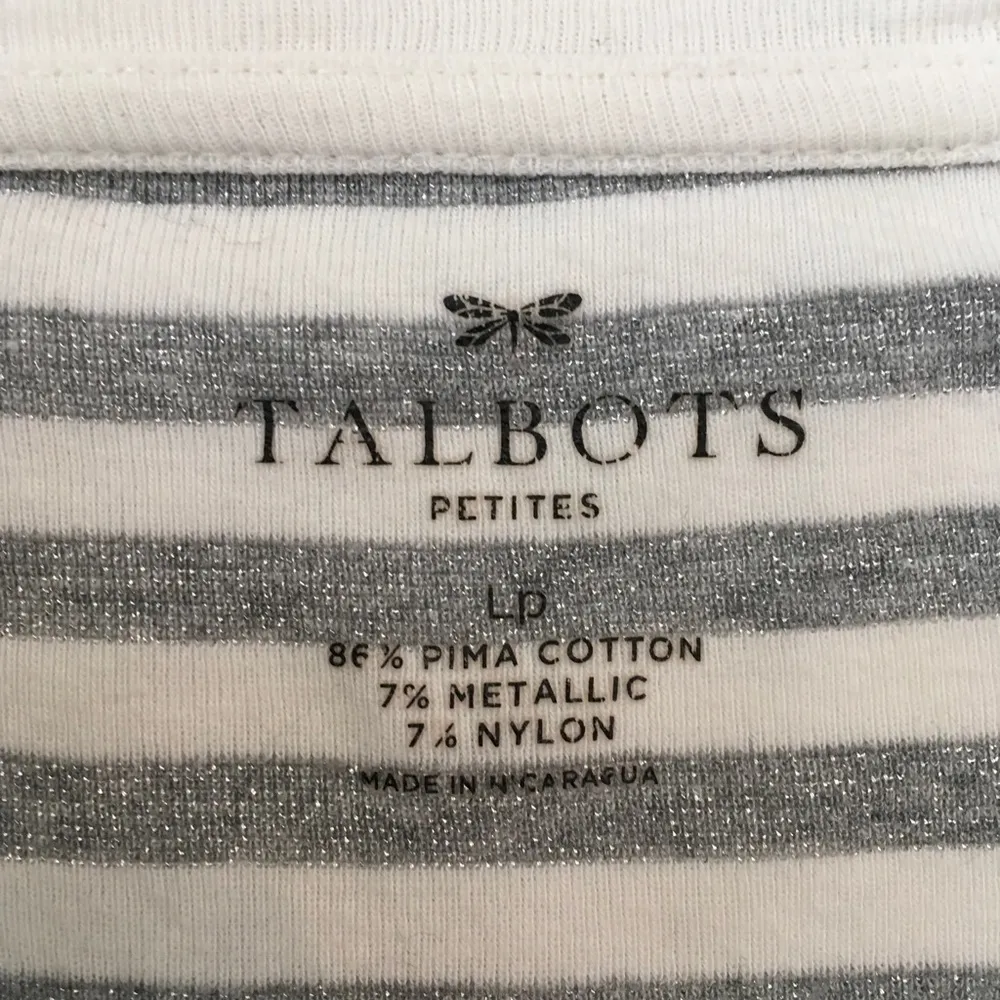 TALBOTS
PETITES
Lp
86% PIMA COTTON
7% METALLIC
7% NYLON
MADE IN NICARAGUA